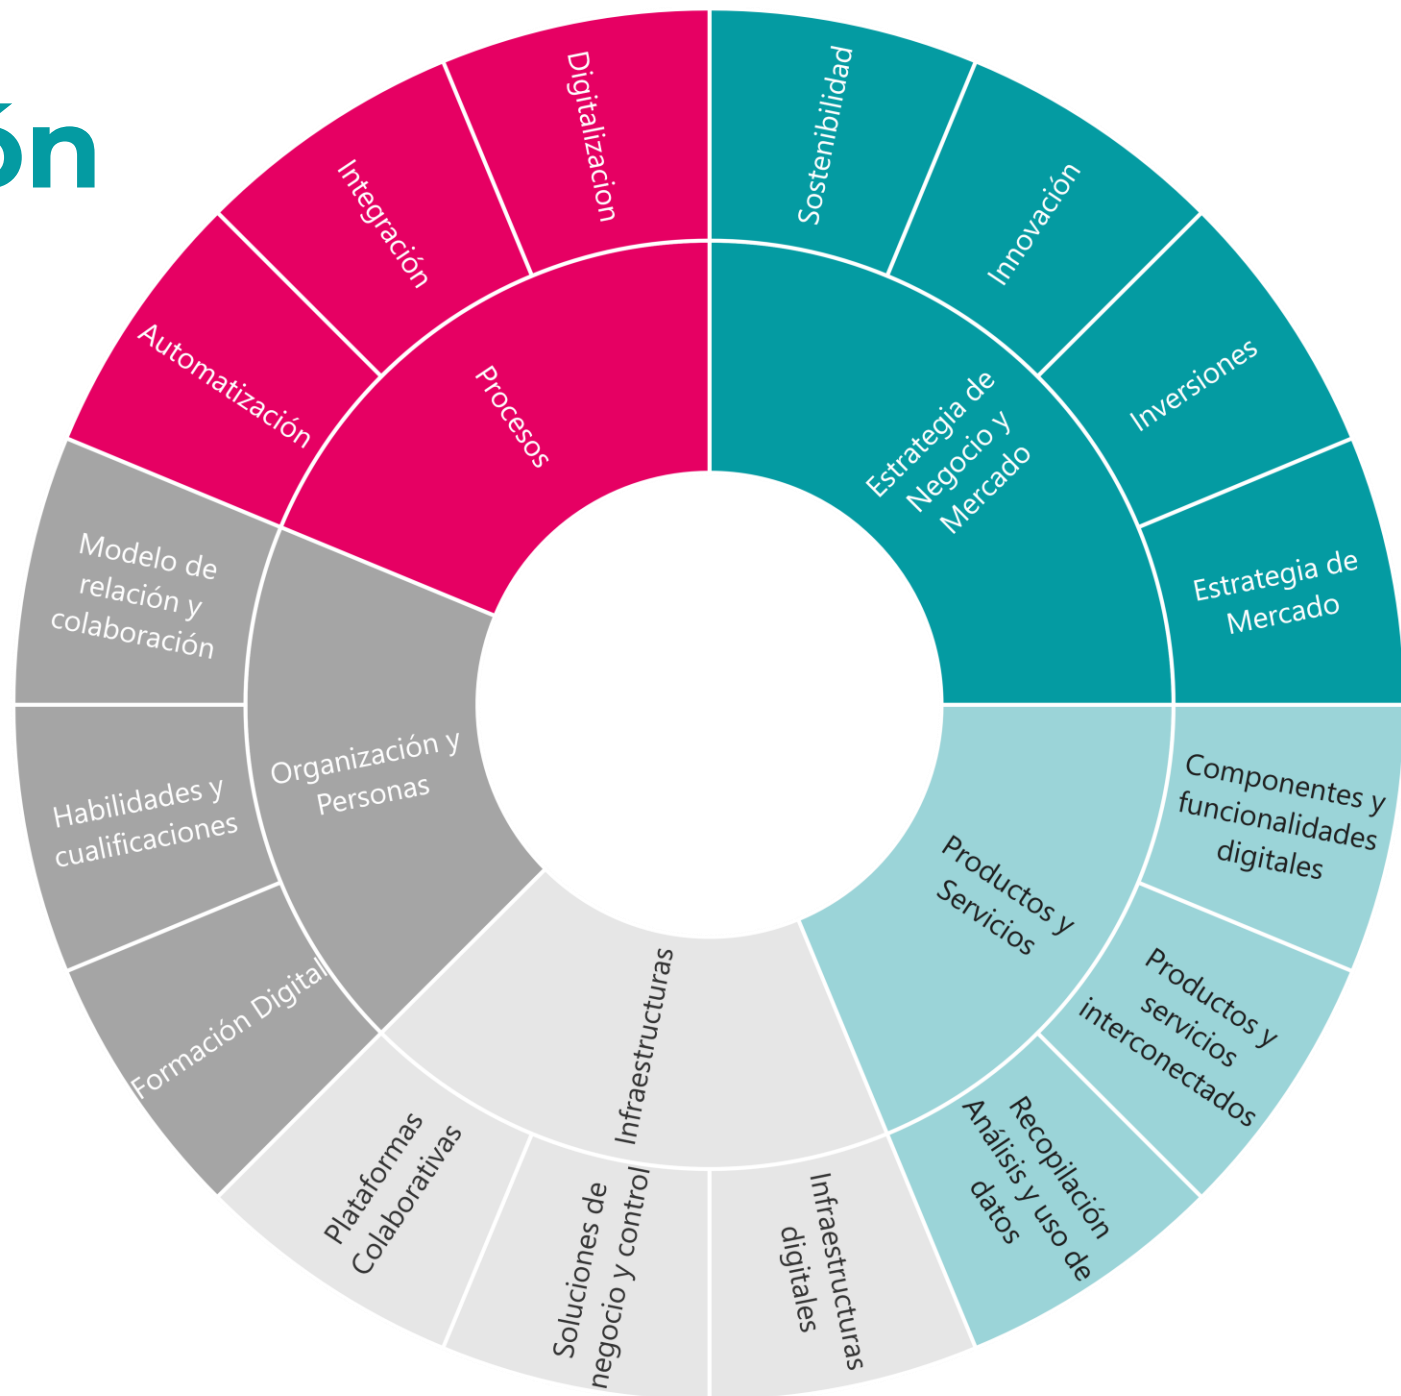 ón
Sostenibilidad
Innovación
Inversiones
Estrategia de
Mercado
Estrategia de
Negocio y
Mercado
Componentes y
funcionalidades
digitales
Productos y
servicios
interconectados
Recopilación
Análisis y uso de
datos
Productos y
Servicios
Infraestructuras
digitales
Soluciones de
negocio y control
Plataformas
Colaborativas
Infraestructuras
Formación Digital
Habilidades y
cualificaciones
Modelo de
relación y
colaboración
Organización y
Personas
Automatización
Integración
Digitalizacion
Procesos